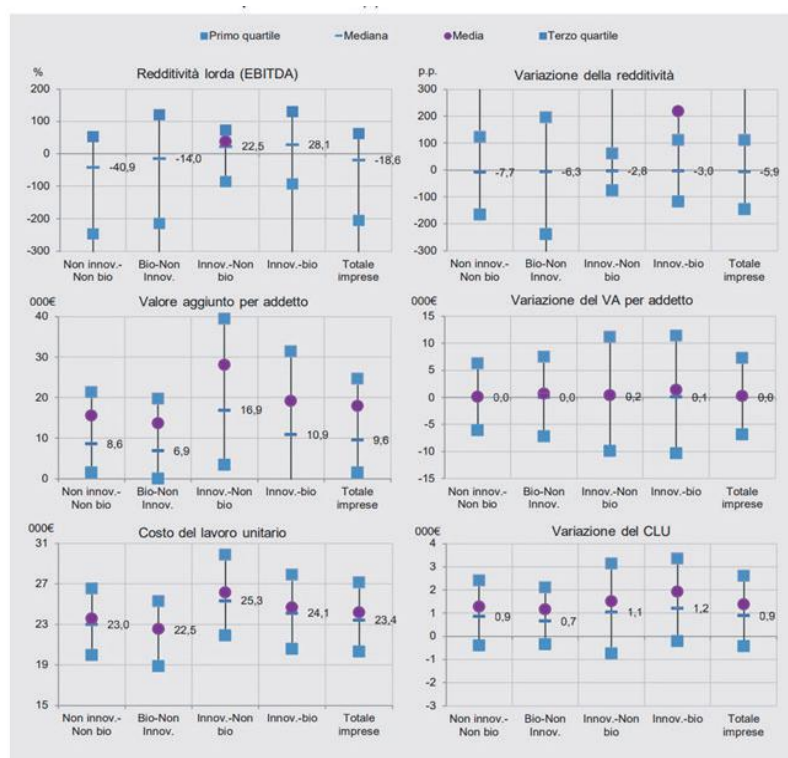 Primo quartile Mediana Media Terzo quartile
% Redditività lorda (EBITDA)
200
100
0
-100
-200
-300
-40,9 -14,0 22,5 28,1 -18,6
Non innov.- Bio-Non Innov.-Non Innov.-bio Totale
Non bio Innov. bio imprese
p.p. Variazione della redditività
300
200
100
0
-100
-200
-300
-7,7 -6,3 -2,8 -3,0 -5,9
Non innov.- Bio-Non Innov.-Non Innov.-bio Totale
Non bio Innov. bio imprese
000€ Valore aggiunto per addetto
40
30
20
10
0
8,6 6,9 16,9 10,9 9,6
Non innov.- Bio-Non Innov.-Non Innov.-bio Totale
Non bio Innov. bio imprese
000€ Variazione del VA per addetto
15
10
5
0
-5
-10
-15
0,0 0,0 0,2 0,1 0,0
Non innov.- Bio-Non Innov.-Non Innov.-bio Totale
Non bio Innov. bio imprese
000€ Costo del lavoro unitario
31
27
23
19
15
23,0 22,5 25,3 24,1 23,4
Non innov.- Bio-Non Innov.-Non Innov.-bio Totale
Non bio Innov. bio imprese
000€ Variazione del CLU
4
3
2
1
0
-1
-2
-3
0,9 0,7 1,1 1,2 0,9
Non innov.- Bio-Non Innov.-Non Innov.-bio Totale
Non bio Innov. bio imprese